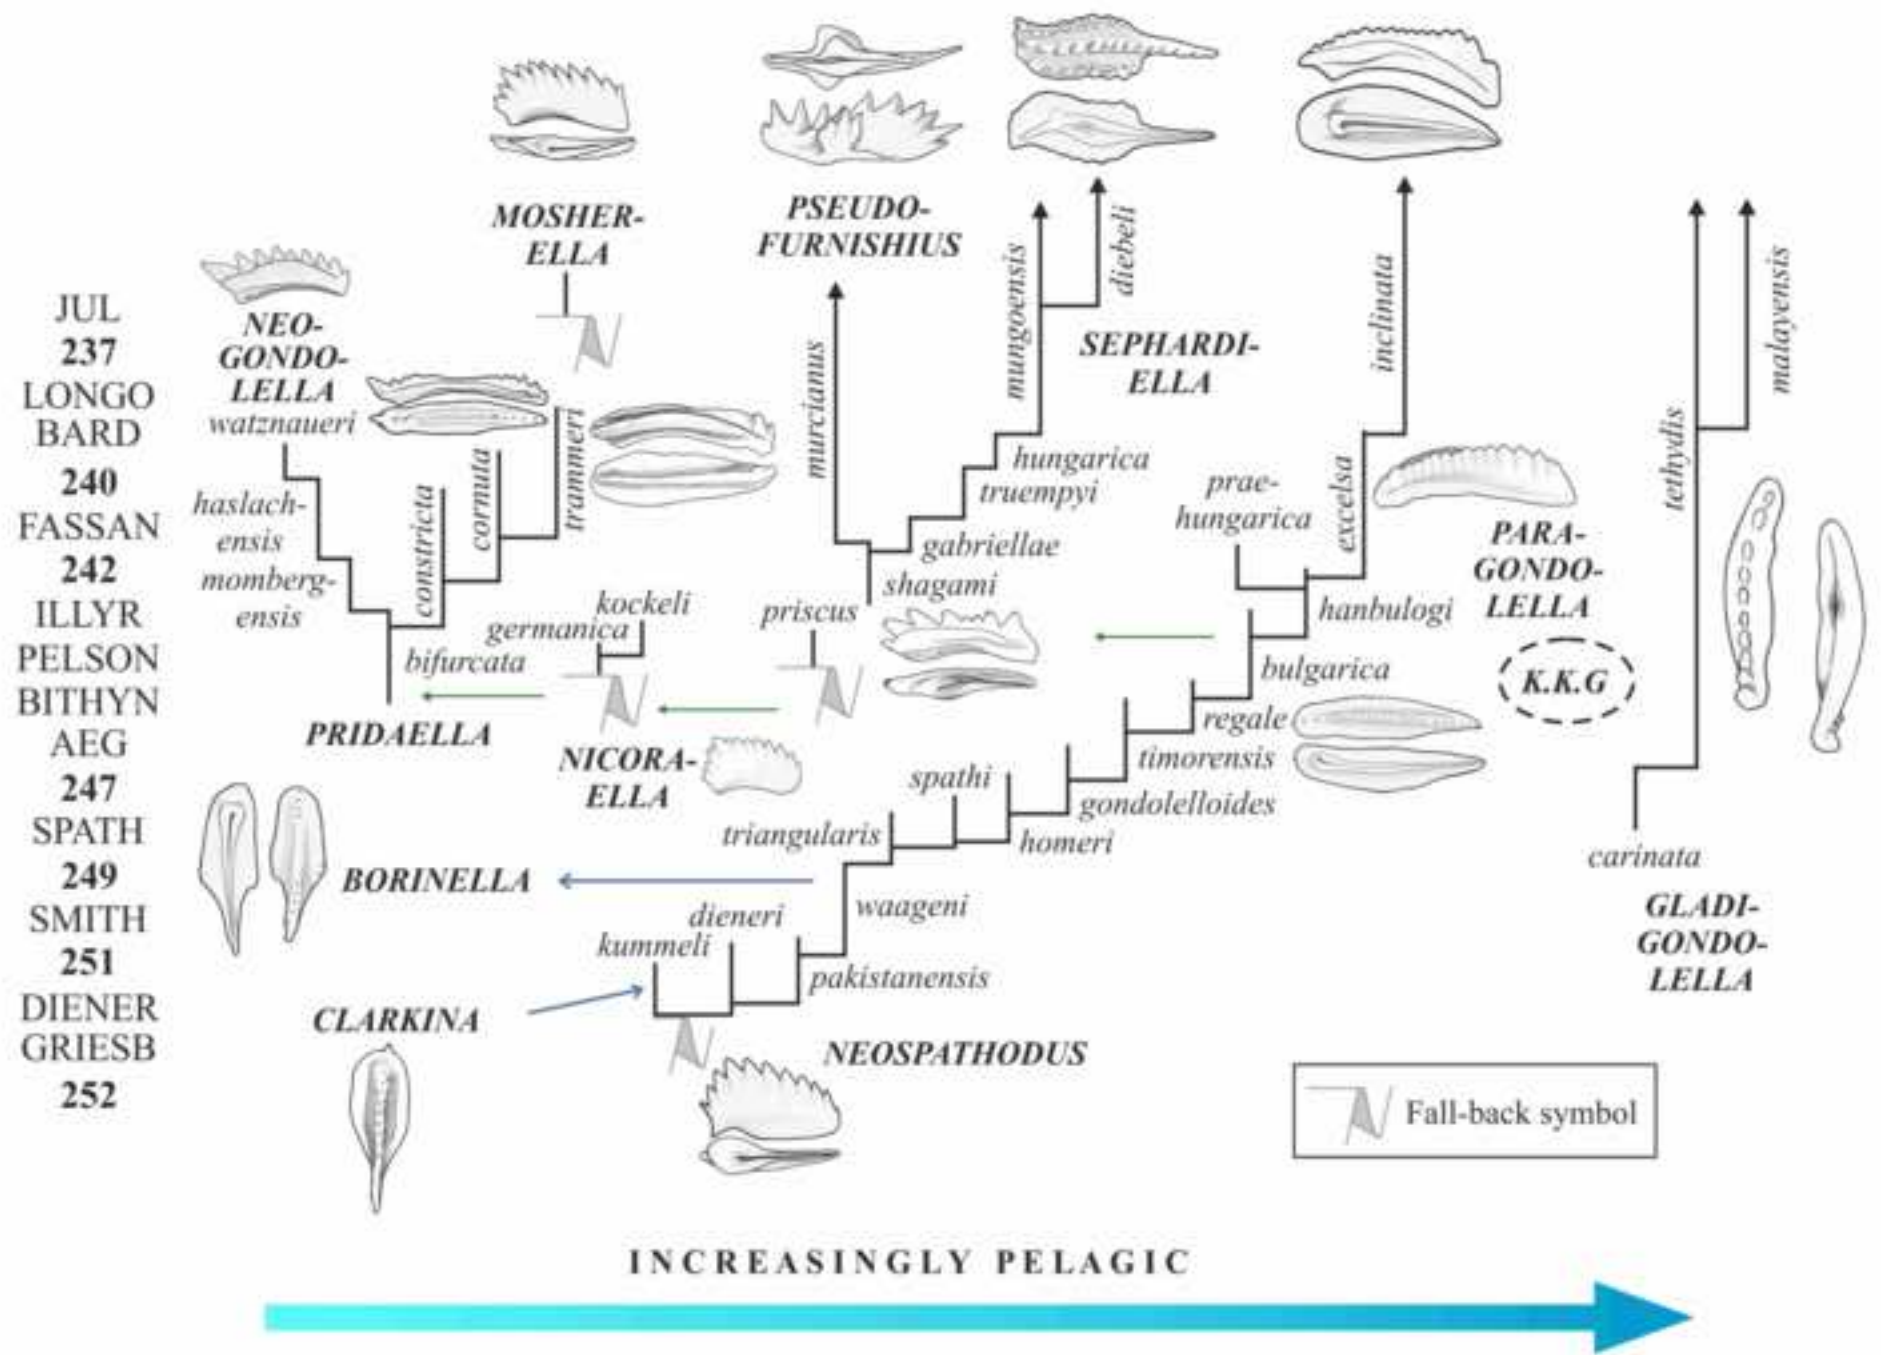 MOSHER-
ELLA
PSEUDO-
FURNISHIUS
mungoensis
diebeli
SEPHARDI-
ELLA
murcianus
inclinata
malayensis
tethydis
JUL
237
LONGO
BARD
240
FASSAN
242
ILLYR
PELSON
BITHYN
AEG
247
SPATH
249
SMITH
251
DIENER
GRIESB
252
NEO-
GONDO-
LELLA
watznaueri
haslach-
ensis
momberg-
ensis
constricta
cornuta
trammeri
bifurcata
PRIDAELLA
kockeli
germanica
NICORA-
ELLA
priscus
hungarica
truempyi
gabriellae
shagami
prae-
hungarica
excelsa
hanbulogi
PARA-
GONDO-
LELLA
K.K.G
bulgarica
regale
timorensis
gondolelloides
spathi
homeri
triangularis
carinata
GLADI-
GONDO-
LELLA
BORINELLA
waageni
dieneri
kummeli
pakistanensis
CLARKINA
NEOSPATHODUS
Fall-back symbol
INCREASINGLY PELAGIC